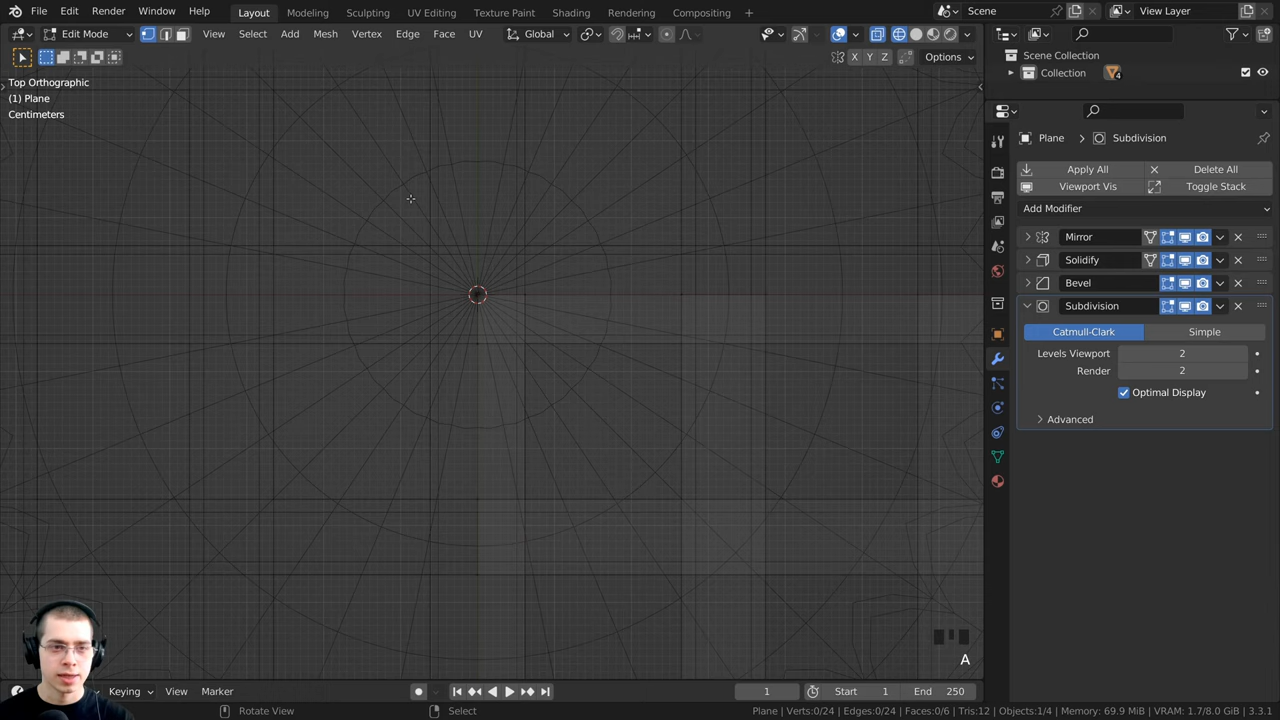 File Edit Render Window Help Layout Modeling Sculpting UV Editing Texture Paint Shading Rendering Compositing + Scene View Layer
Edit Mode View Select Add Mesh Vertex Edge Face UV Global
X Y Z Options
Top Orthographic
(1) Plane
Centimeters
Scene Collection
Collection 4
Plane > Subdivision
Apply All Delete All
Viewport Vis Toggle Stack
Add Modifier
Mirror
Solidify
Bevel
Subdivision
Catmull-Clark Simple
Levels Viewport 2
Render 2
Optimal Display
Advanced
A
Keying View Marker 1 Start 1 End 250
Rotate View Select Plane | Verts:0/24 | Edges:0/24 | Faces:0/6 | Tris:12 | Objects:1/4 | Memory: 69.9 MiB | VRAM: 1.7/8.0 GiB | 3.3.1